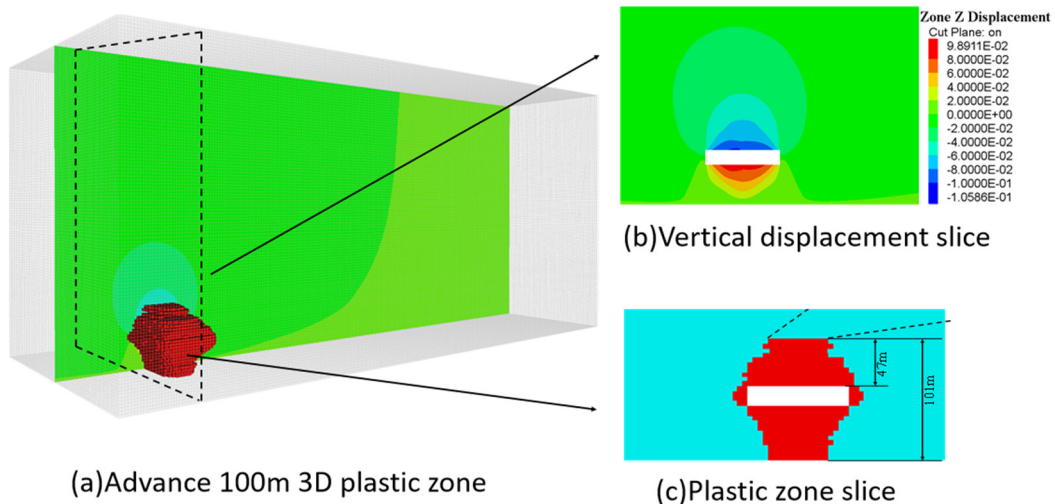 Zone Z Displacement
Cut Plane: on
9.8911E-02
8.0000E-02
6.0000E-02
4.0000E-02
2.0000E-02
0.0000E+00
-2.0000E-02
-4.0000E-02
-6.0000E-02
-8.0000E-02
-1.0000E-01
-1.0586E-01
(b)Vertical displacement slice
47m
101m
(a)Advance 100m 3D plastic zone
(c)Plastic zone slice